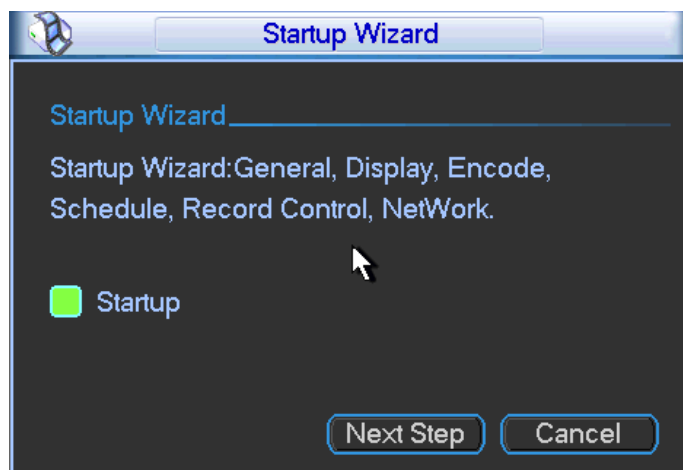 Startup Wizard
Startup Wizard
Startup Wizard:General, Display, Encode,
Schedule, Record Control, NetWork.
Startup
Next Step Cancel